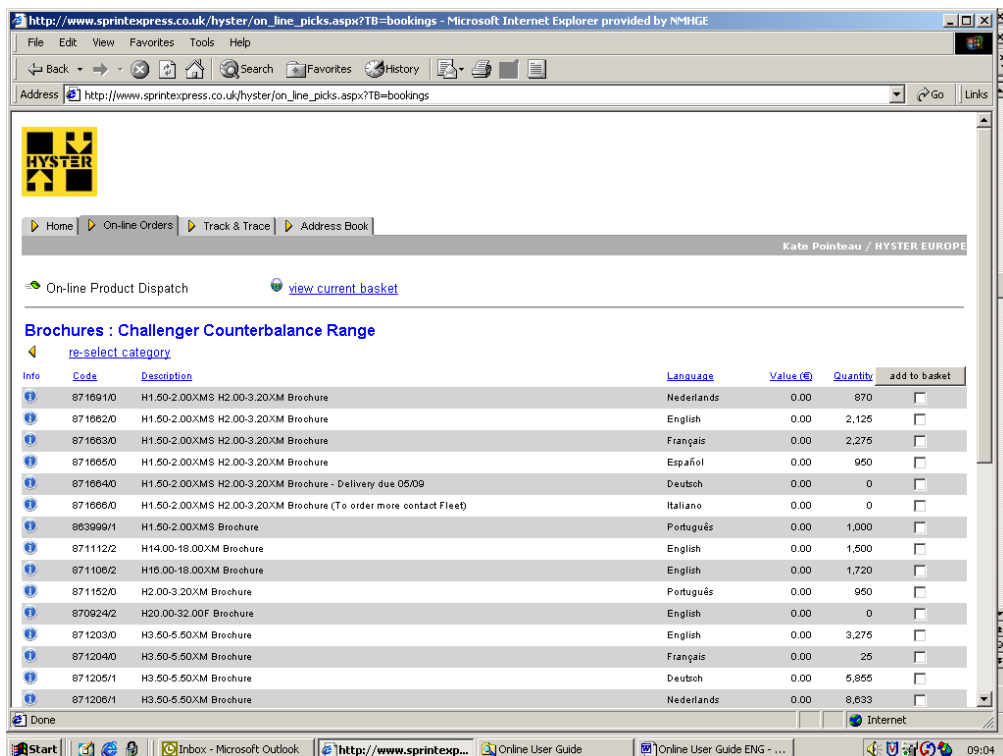 http://www.sprintexpress.co.uk/hyster/on_line_picks.aspx?TB=bookings - Microsoft Internet Explorer provided by NMHGE
File Edit View Favorites Tools Help
Back Search Favorites History
Address http://www.sprintexpress.co.uk/hyster/on_line_picks.aspx?TB=bookings Go Links
HYSTER
Home On-line Orders Track & Trace Address Book
Kate Pointeau / HYSTER EUROPE
On-line Product Dispatch view current basket
Brochures : Challenger Counterbalance Range
re-select category
Info Code Description Language Value (€) Quantity add to basket
871691/0 H1.50-2.00XMS H2.00-3.20XM Brochure Nederlands 0.00 870
871662/0 H1.50-2.00XMS H2.00-3.20XM Brochure English 0.00 2,125
871663/0 H1.50-2.00XMS H2.00-3.20XM Brochure Français 0.00 2,275
871665/0 H1.50-2.00XMS H2.00-3.20XM Brochure Español 0.00 950
871664/0 H1.50-2.00XMS H2.00-3.20XM Brochure - Delivery due 05/09 Deutsch 0.00 0
871666/0 H1.50-2.00XMS H2.00-3.20XM Brochure (To order more contact Fleet) Italiano 0.00 0
863999/1 H1.50-2.00XMS Brochure Português 0.00 1,000
871112/2 H14.00-18.00XM Brochure English 0.00 1,500
871106/2 H16.00-18.00XM Brochure English 0.00 1,720
871152/0 H2.00-3.20XM Brochure Português 0.00 950
870924/2 H20.00-32.00F Brochure English 0.00 0
871203/0 H3.50-5.50XM Brochure English 0.00 3,275
871204/0 H3.50-5.50XM Brochure Français 0.00 25
871205/1 H3.50-5.50XM Brochure Deutsch 0.00 5,855
871206/1 H3.50-5.50XM Brochure Nederlands 0.00 8,633
Done Internet
Start Inbox - Microsoft Outlook http://www.sprintexp... Online User Guide Online User Guide ENG - ... 09:04